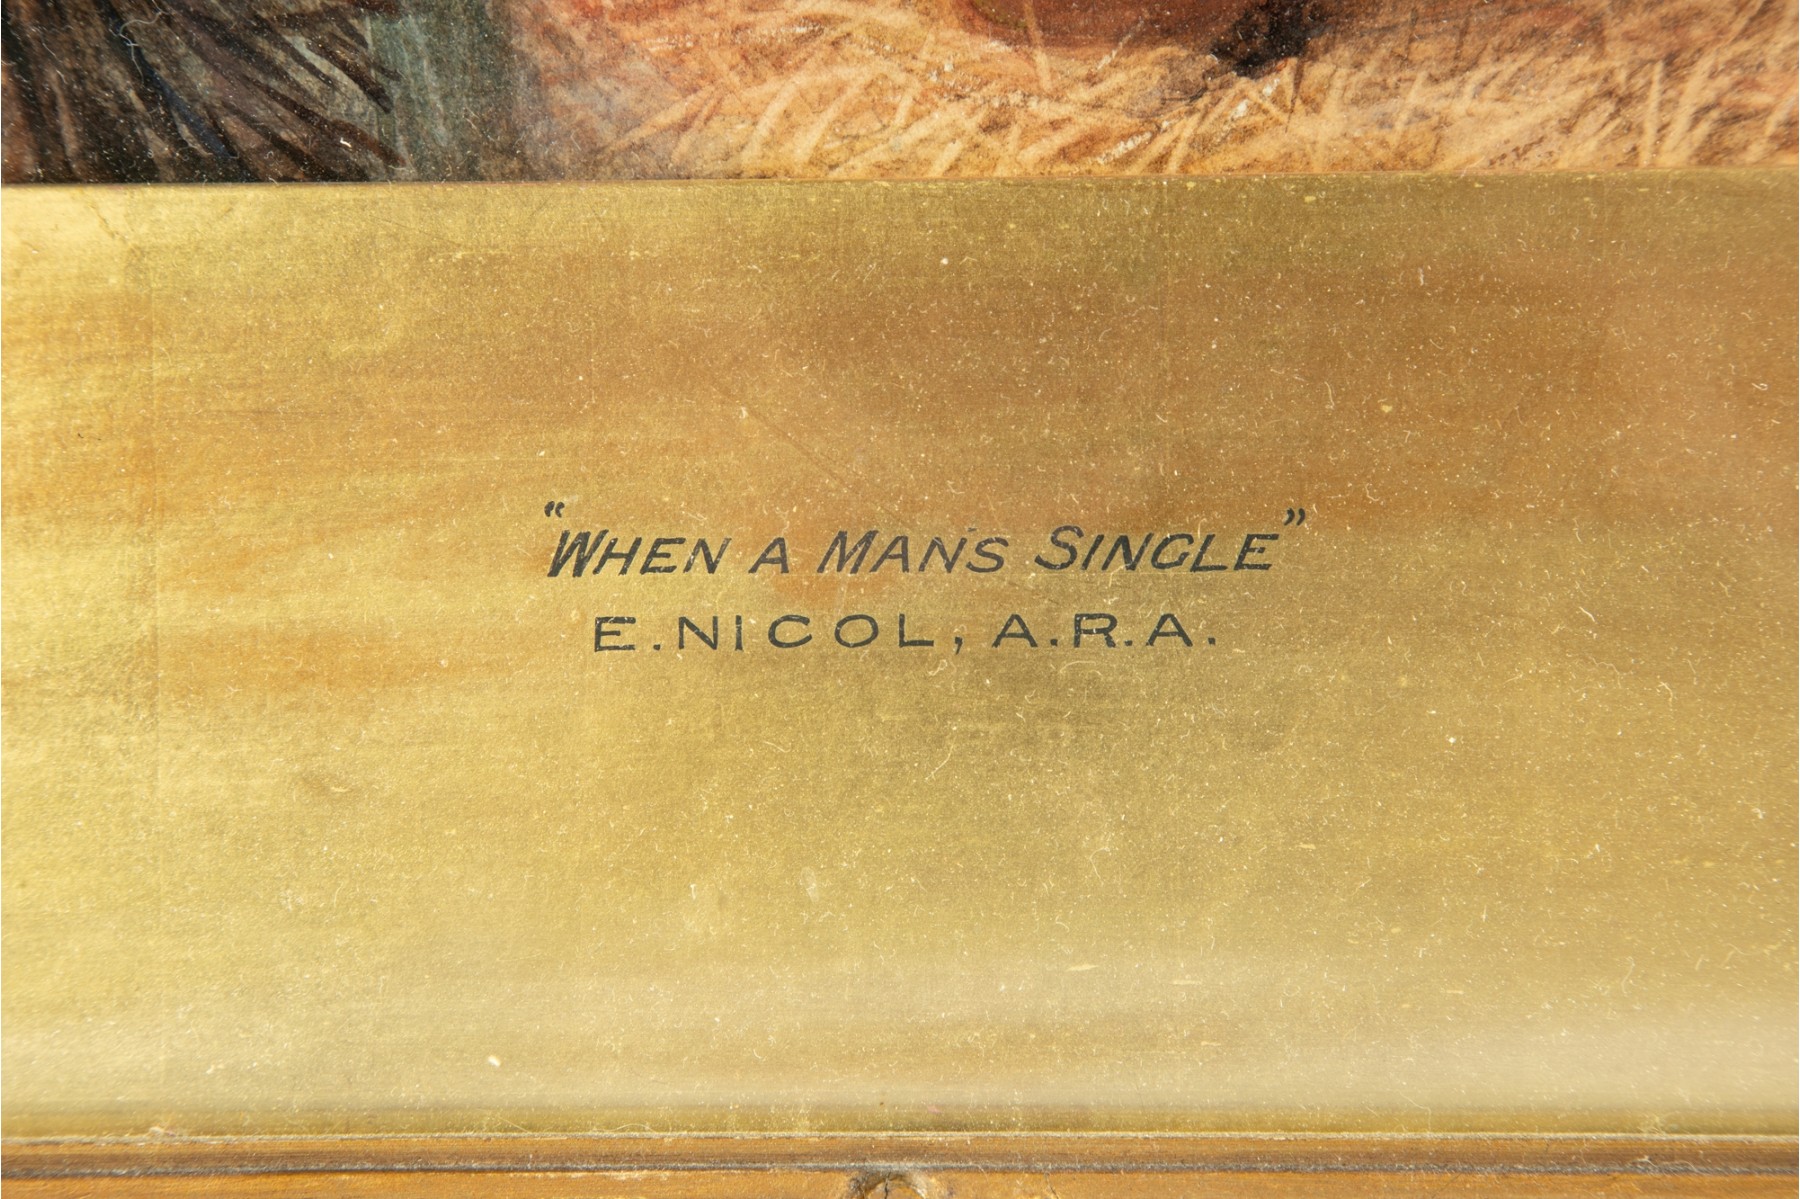 "WHEN A MAN'S SINGLE"
E. NICOL, A.R.A.